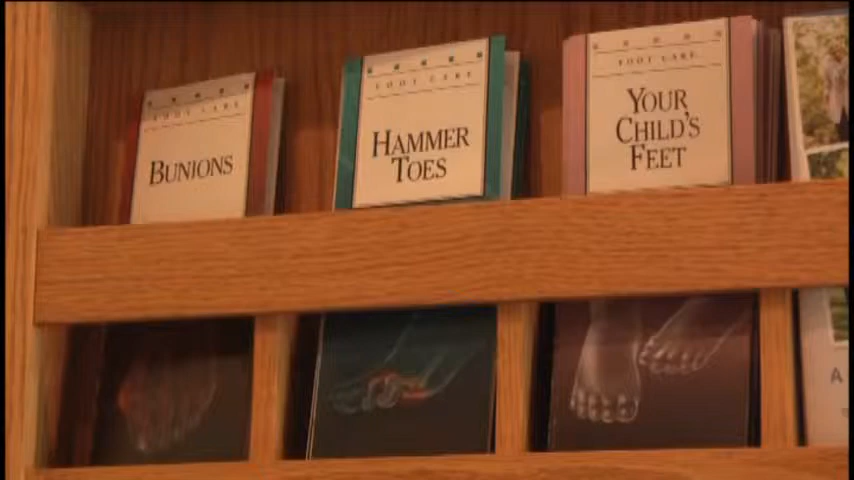 FOOT CARE
BUNIONS
FOOT CARE
HAMMER
TOES
FOOT CARE
YOUR
CHILD'S
FEET
A